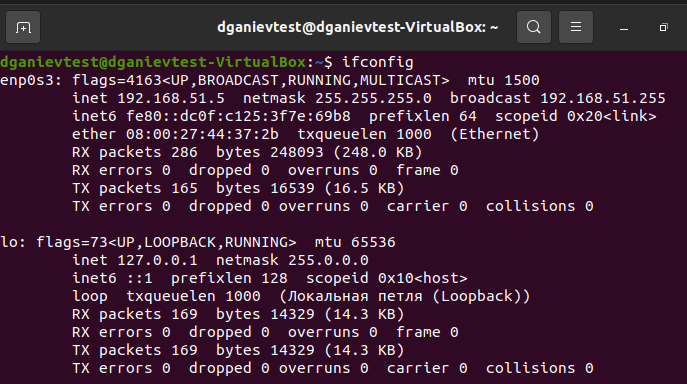 dganievtest@dganievtest-VirtualBox: ~
dganievtest@dganievtest-VirtualBox:~$ ifconfig
enp0s3: flags=4163<UP,BROADCAST,RUNNING,MULTICAST>  mtu 1500
        inet 192.168.51.5  netmask 255.255.255.0  broadcast 192.168.51.255
        inet6 fe80::dc0f:c125:3f7e:69b8  prefixlen 64  scopeid 0x20<link>
        ether 08:00:27:44:37:2b  txqueuelen 1000  (Ethernet)
        RX packets 286  bytes 248093 (248.0 KB)
        RX errors 0  dropped 0  overruns 0  frame 0
        TX packets 165  bytes 16539 (16.5 KB)
        TX errors 0  dropped 0 overruns 0  carrier 0  collisions 0

lo: flags=73<UP,LOOPBACK,RUNNING>  mtu 65536
        inet 127.0.0.1  netmask 255.0.0.0
        inet6 ::1  prefixlen 128  scopeid 0x10<host>
        loop  txqueuelen 1000  (Локальная петля (Loopback))
        RX packets 169  bytes 14329 (14.3 KB)
        RX errors 0  dropped 0  overruns 0  frame 0
        TX packets 169  bytes 14329 (14.3 KB)
        TX errors 0  dropped 0 overruns 0  carrier 0  collisions 0